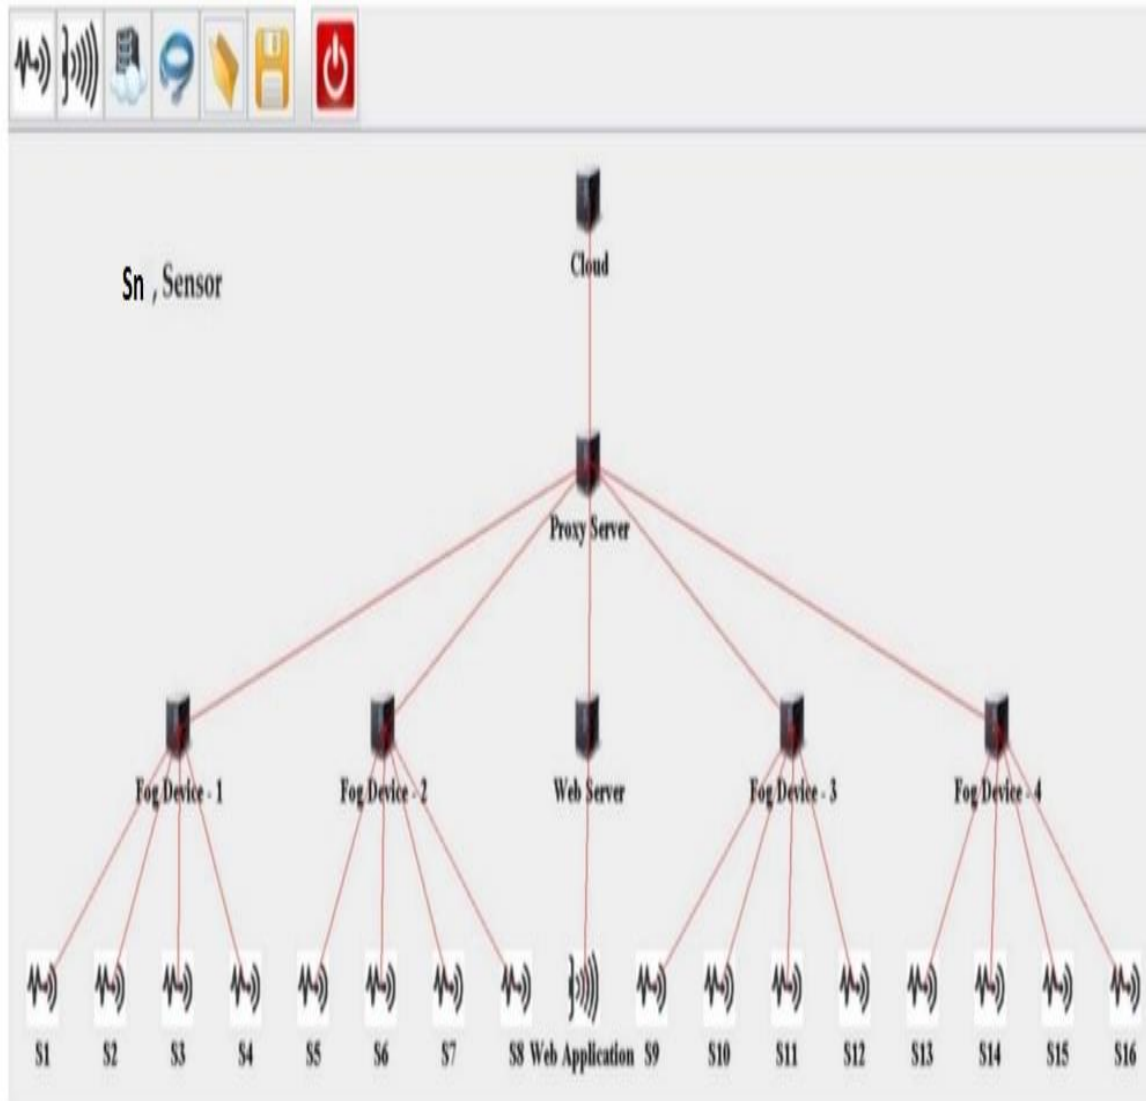 Cloud
Sn , Sensor
Proxy Server
Fog Device - 1 Fog Device - 2 Web Server Fog Device - 3 Fog Device - 4
S1 S2 S3 S4 S5 S6 S7 S8 Web Application S9 S10 S11 S12 S13 S14 S15 S16